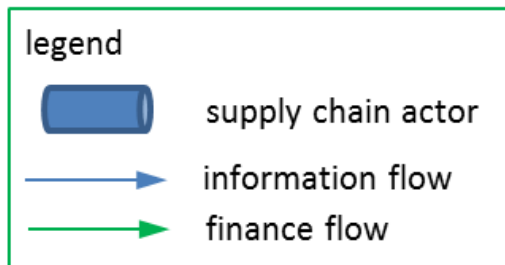 legend
supply chain actor
information flow
finance flow